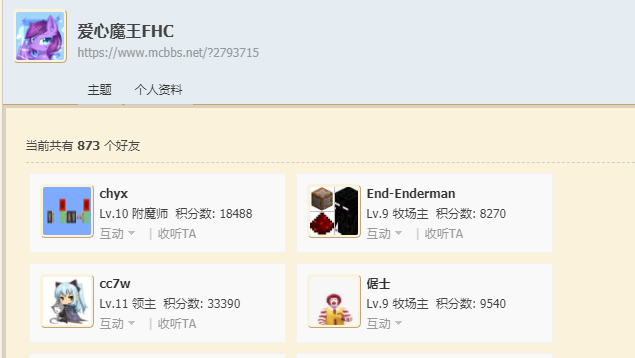 爱心魔王FHC
https://www.mcbbs.net/?2793715
主题 个人资料
当前共有 873 个好友
chyx
Lv.10 附魔师 积分数: 18488
互动 | 收听TA
End-Enderman
Lv.9 牧场主 积分数: 8270
互动 | 收听TA
cc7w
Lv.11 领主 积分数: 33390
互动 | 收听TA
倨士
Lv.9 牧场主 积分数: 9540
互动 | 收听TA